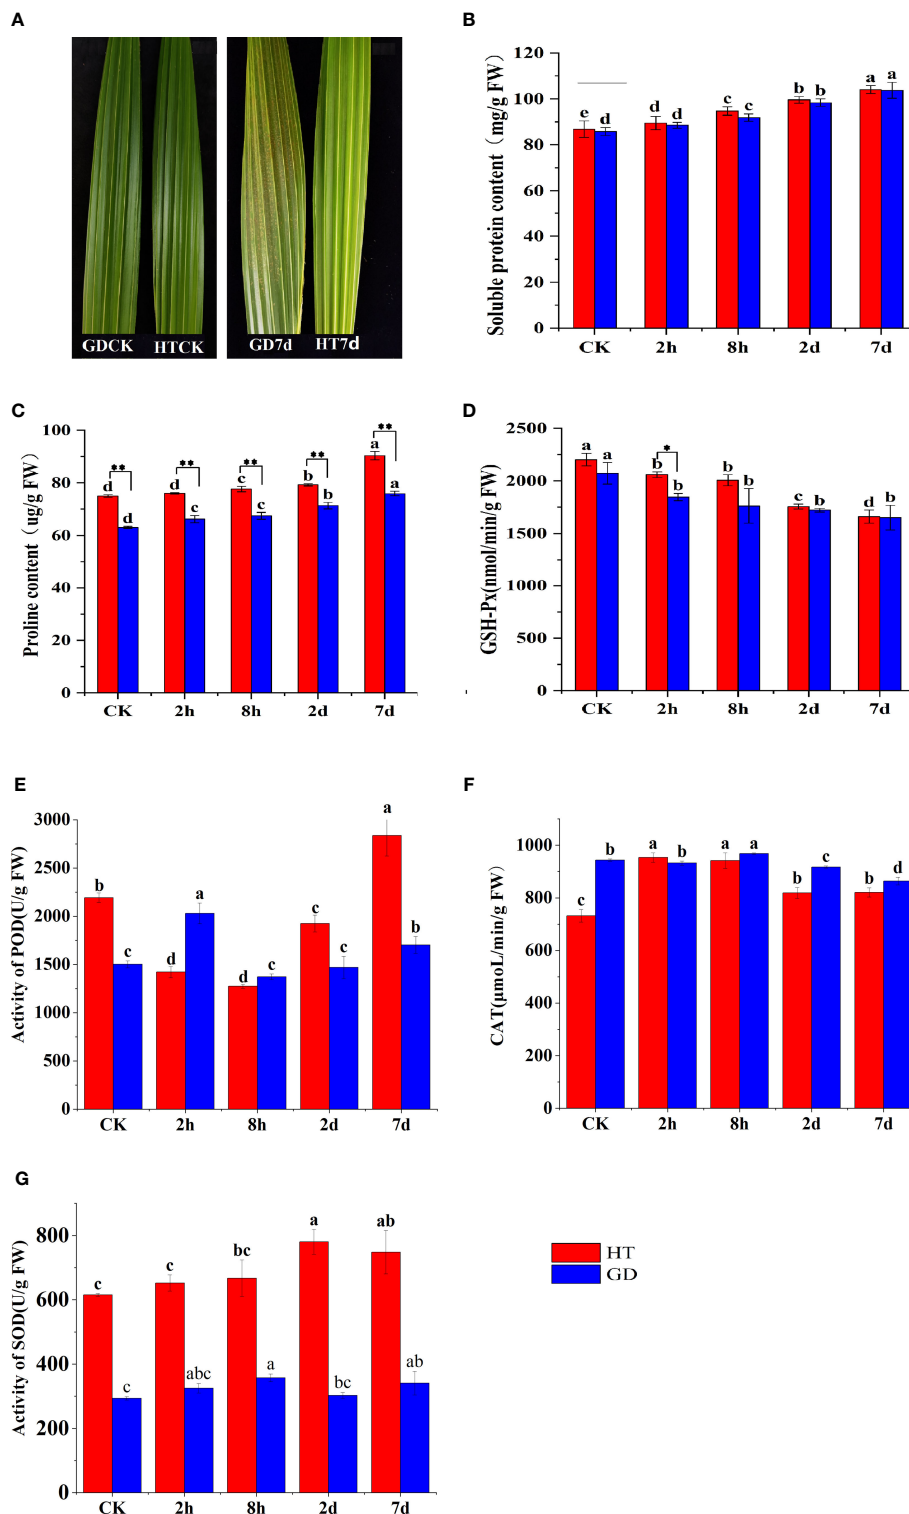 A
GDCK HTCK GD7d HT7d
B
Soluble protein content（mg/g FW）
120
100
80
60
40
20
0
e d d d c c b b a a
CK 2h 8h 2d 7d
C
Proline content（ug/g FW）
100
80
60
40
20
0
** ** ** ** **
d d d c c c b b a a
CK 2h 8h 2d 7d
D
GSH-Px(nmol/min/g FW)
2500
2000
1500
1000
500
0
*
a a b b b b c b d b
CK 2h 8h 2d 7d
E
Activity of POD(U/g FW)
3000
2500
2000
1500
1000
500
0
b c d a d c c c a b
CK 2h 8h 2d 7d
F
CAT(μmoL/min/g FW)
1000
800
600
400
200
0
c b a b a a b c b d
CK 2h 8h 2d 7d
G
Activity of SOD(U/g FW)
800
600
400
200
0
c c c abc bc a a bc ab ab
CK 2h 8h 2d 7d
HT
GD